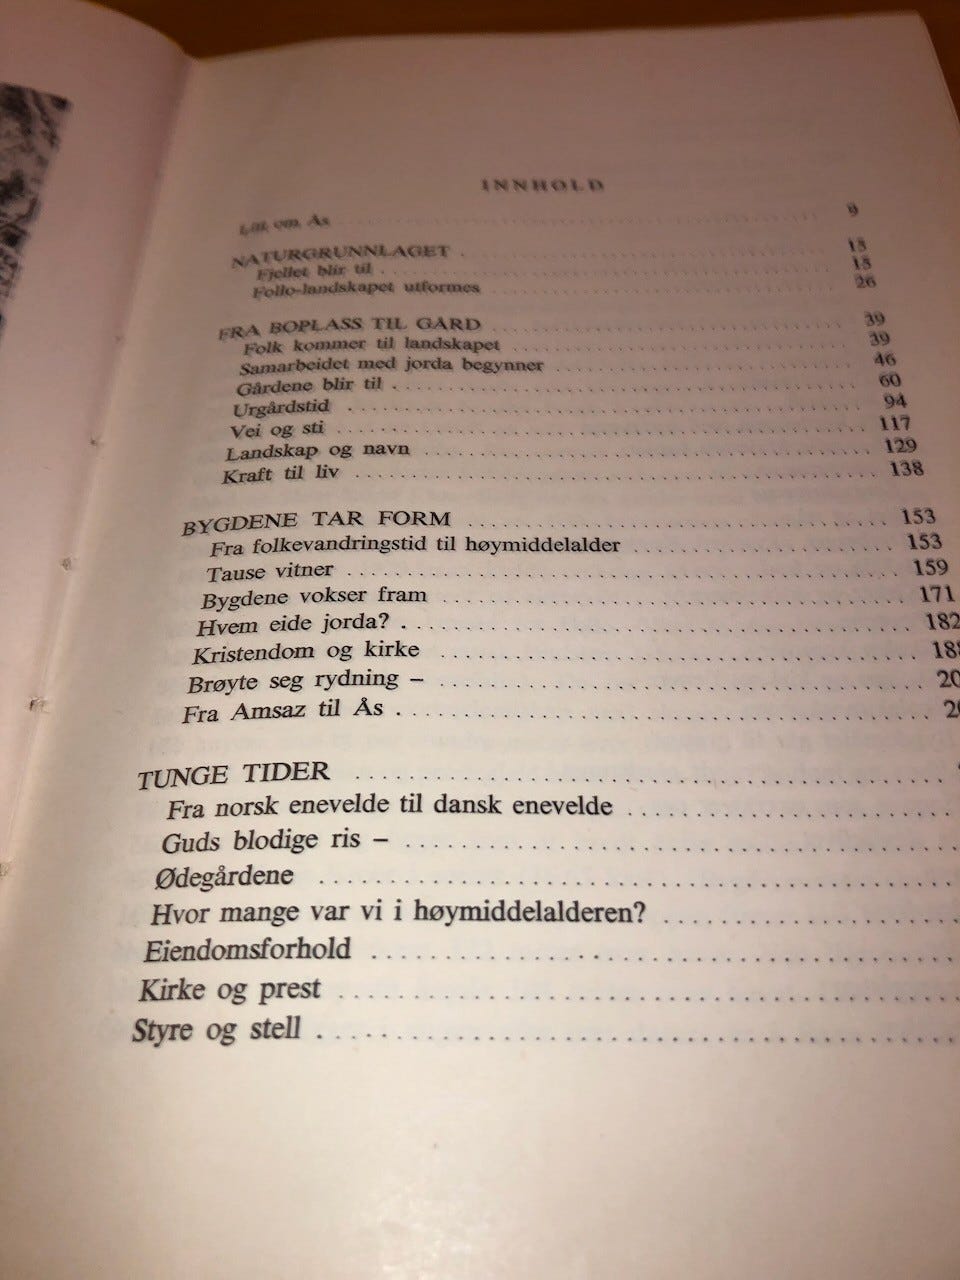 INNHOLD
Litt om Ås 9
NATURGRUNNLAGET 15
Fjellet blir til 15
Follo-landskapet utformes 26
FRA BOPLASS TIL GÅRD 39
Folk kommer til landskapet 39
Samarbeidet med jorda begynner 46
Gårdene blir til 60
Urgårdstid 94
Vei og sti 117
Landskap og navn 129
Kraft til liv 138
BYGDENE TAR FORM 153
Fra folkevandringstid til høymiddelalder 153
Tause vitner 159
Bygdene vokser fram 171
Hvem eide jorda? 182
Kristendom og kirke
Brøyte seg rydning –
Fra Amsaz til Ås
TUNGE TIDER
Fra norsk enevelde til dansk enevelde
Guds blodige ris –
Ødegårdene
Hvor mange var vi i høymiddelalderen?
Eiendomsforhold
Kirke og prest
Styre og stell